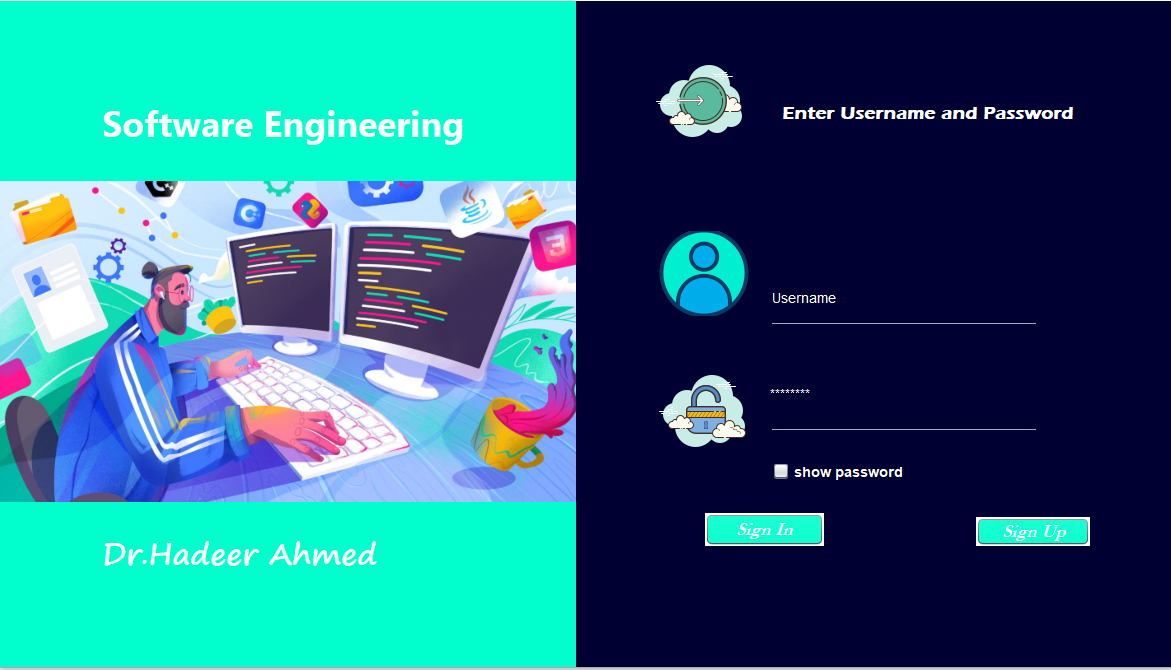 Software Engineering
Dr.Hadeer Ahmed
Enter Username and Password
Username
********
show password
Sign In
Sign Up